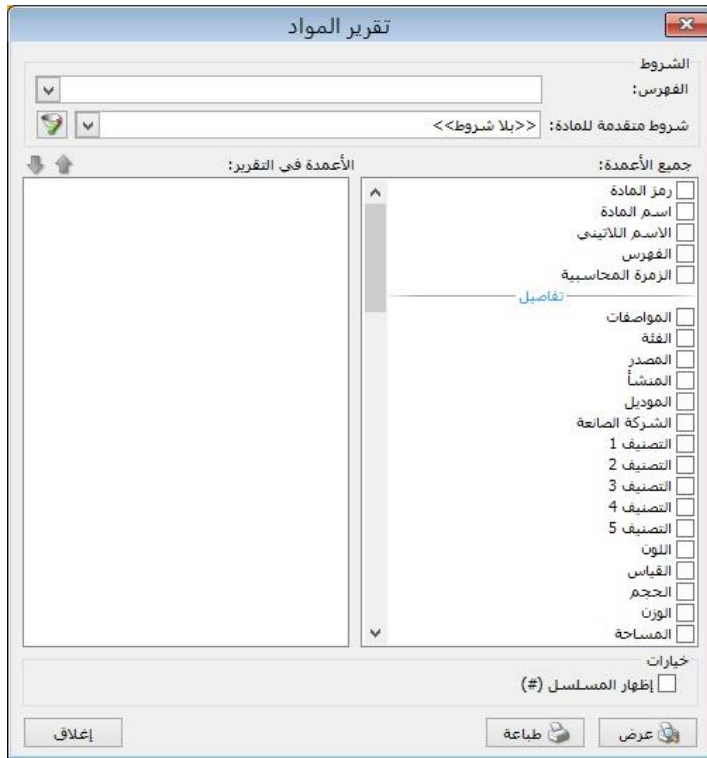 تقرير المواد
الشروط
الفهرس:
شروط متقدمة للمادة: <<بلا شروط>>
جميع الأعمدة:
الأعمدة في التقرير:
رمز المادة
اسم المادة
الاسم اللاتيني
الفهرس
الزمرة المحاسبية
تفاصيل
المواصفات
الفئة
المصدر
المنشأ
الموديل
الشركة الصانعة
التصنيف 1
التصنيف 2
التصنيف 3
التصنيف 4
التصنيف 5
اللون
القياس
الحجم
الوزن
المساحة
خيارات
إظهار المسلسل (#)
عرض
طباعة
إغلاق